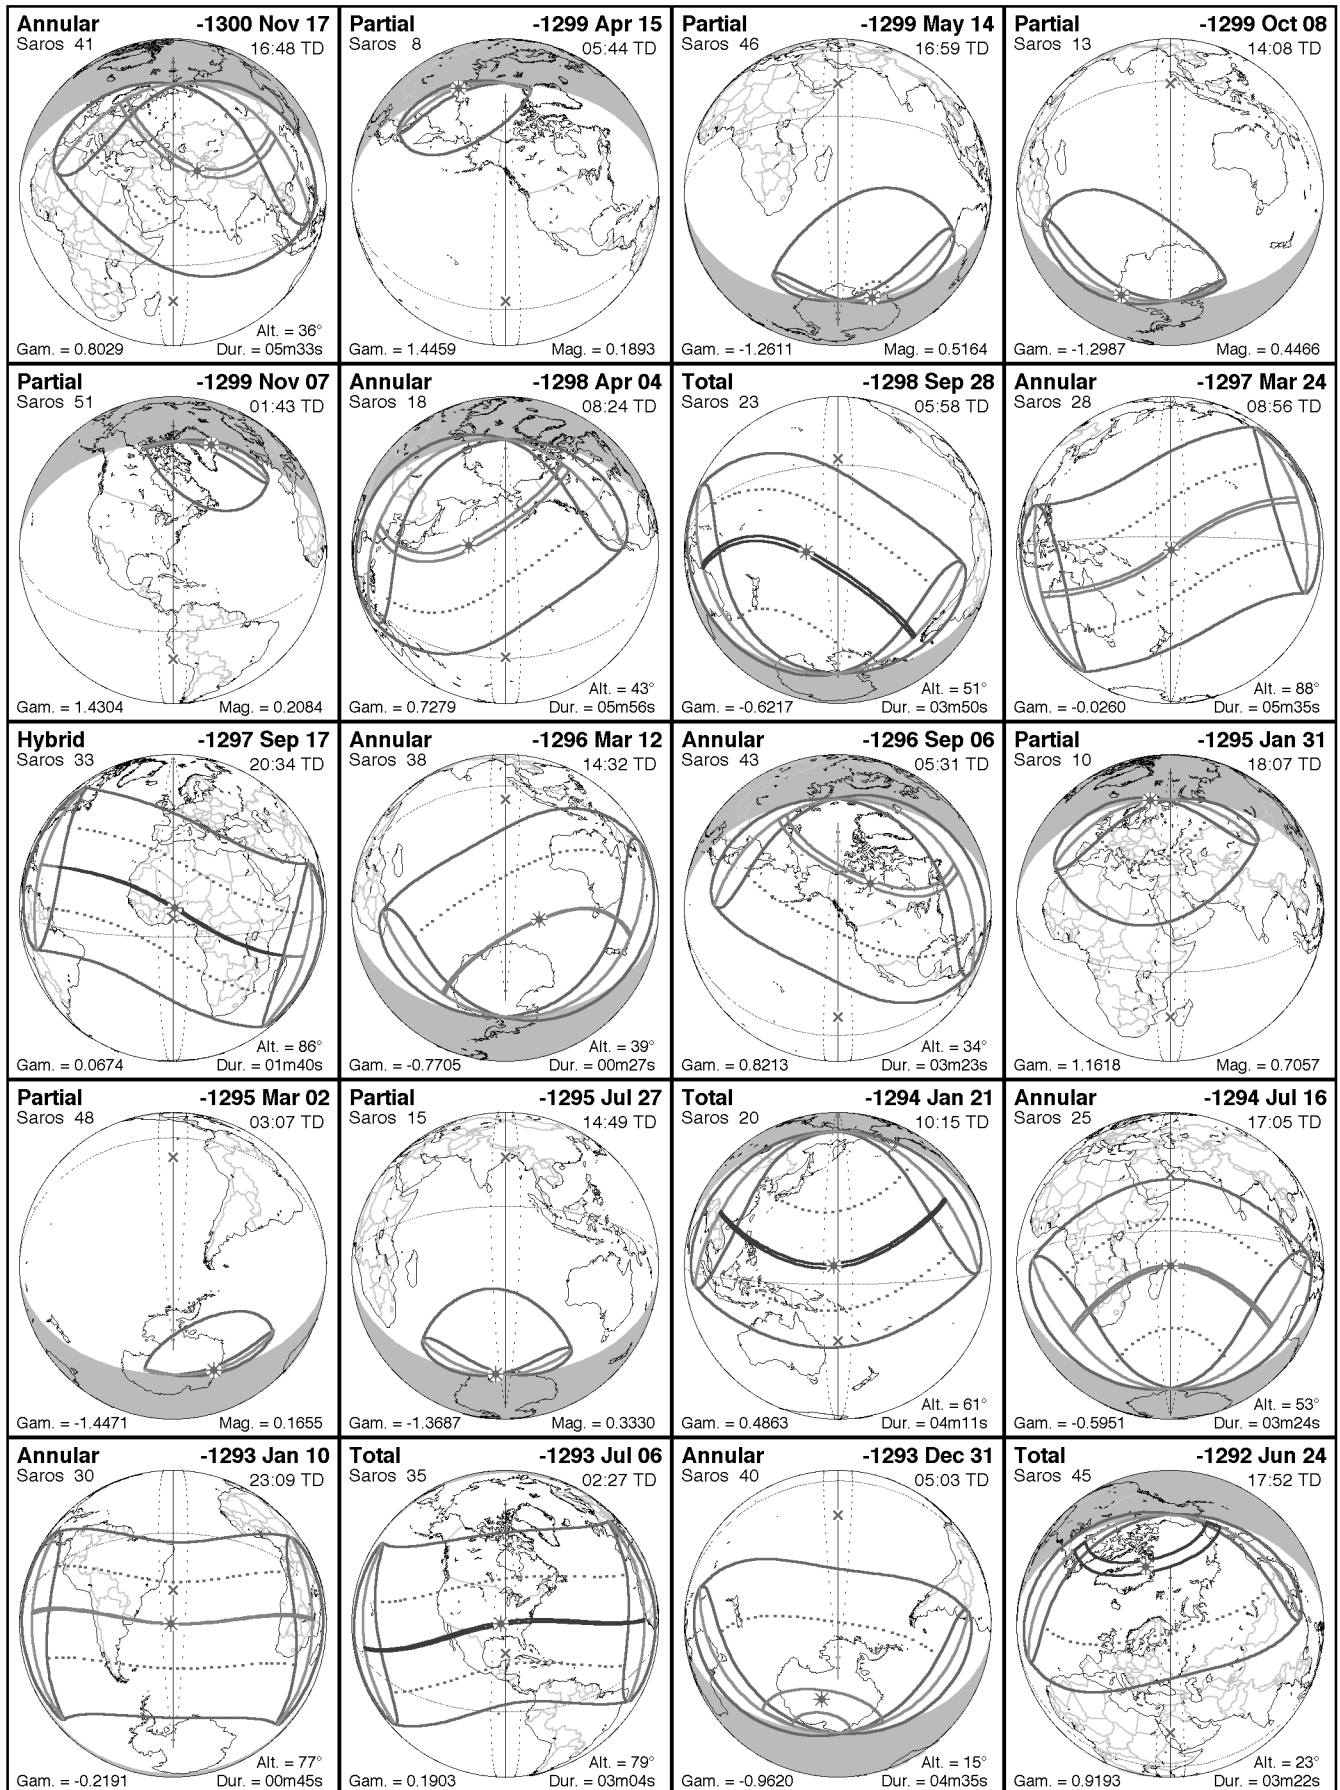 Annular -1300 Nov 17
Saros 41 16:48 TD
Alt. = 36°
Gam. = 0.8029 Dur. = 05m33s
Partial -1299 Apr 15
Saros 8 05:44 TD
Gam. = 1.4459 Mag. = 0.1893
Partial -1299 May 14
Saros 46 16:59 TD
Gam. = -1.2611 Mag. = 0.5164
Partial -1299 Oct 08
Saros 13 14:08 TD
Gam. = -1.2987 Mag. = 0.4466
Partial -1299 Nov 07
Saros 51 01:43 TD
Gam. = 1.4304 Mag. = 0.2084
Annular -1298 Apr 04
Saros 18 08:24 TD
Alt. = 43°
Gam. = 0.7279 Dur. = 05m56s
Total -1298 Sep 28
Saros 23 05:58 TD
Alt. = 51°
Gam. = -0.6217 Dur. = 03m50s
Annular -1297 Mar 24
Saros 28 08:56 TD
Alt. = 88°
Gam. = -0.0260 Dur. = 05m35s
Hybrid -1297 Sep 17
Saros 33 20:34 TD
Alt. = 86°
Gam. = 0.0674 Dur. = 01m40s
Annular -1296 Mar 12
Saros 38 14:32 TD
Alt. = 39°
Gam. = -0.7705 Dur. = 00m27s
Annular -1296 Sep 06
Saros 43 05:31 TD
Alt. = 34°
Gam. = 0.8213 Dur. = 03m23s
Partial -1295 Jan 31
Saros 10 18:07 TD
Gam. = 1.1618 Mag. = 0.7057
Partial -1295 Mar 02
Saros 48 03:07 TD
Gam. = -1.4471 Mag. = 0.1655
Partial -1295 Jul 27
Saros 15 14:49 TD
Gam. = -1.3687 Mag. = 0.3330
Total -1294 Jan 21
Saros 20 10:15 TD
Alt. = 61°
Gam. = 0.4863 Dur. = 04m11s
Annular -1294 Jul 16
Saros 25 17:05 TD
Alt. = 53°
Gam. = -0.5951 Dur. = 03m24s
Annular -1293 Jan 10
Saros 30 23:09 TD
Alt. = 77°
Gam. = -0.2191 Dur. = 00m45s
Total -1293 Jul 06
Saros 35 02:27 TD
Alt. = 79°
Gam. = 0.1903 Dur. = 03m04s
Annular -1293 Dec 31
Saros 40 05:03 TD
Alt. = 15°
Gam. = -0.9620 Dur. = 04m35s
Total -1292 Jun 24
Saros 45 17:52 TD
Alt. = 23°
Gam. = 0.9193 Dur. = 03m22s